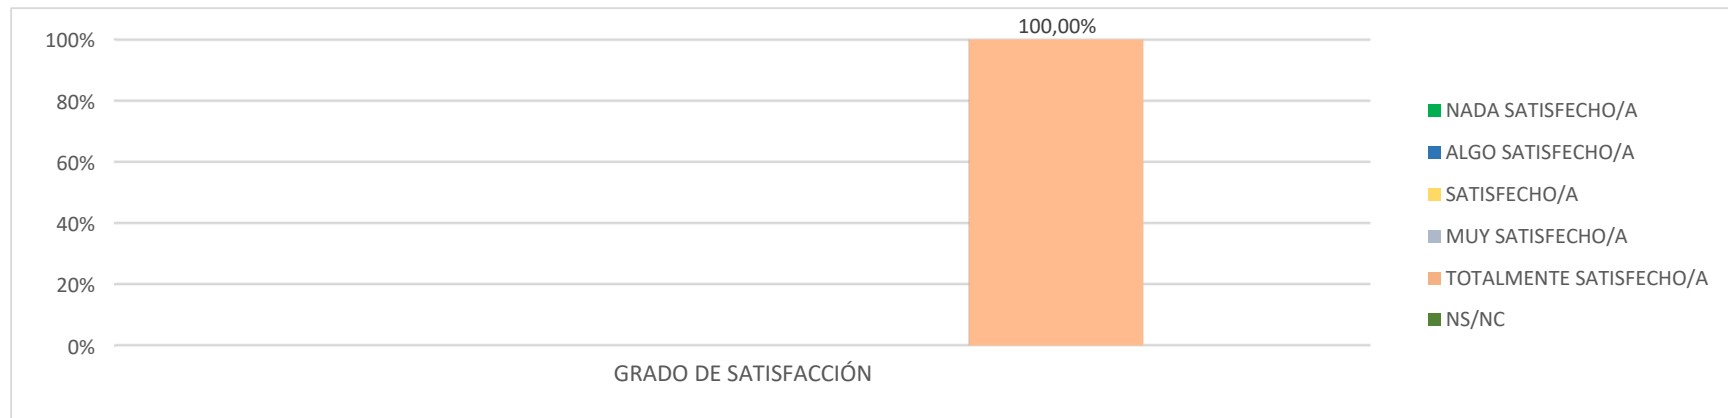 100,00%
100%
80%
60%
40%
20%
0%
GRADO DE SATISFACCIÓN
NADA SATISFECHO/A
ALGO SATISFECHO/A
SATISFECHO/A
MUY SATISFECHO/A
TOTALMENTE SATISFECHO/A
NS/NC